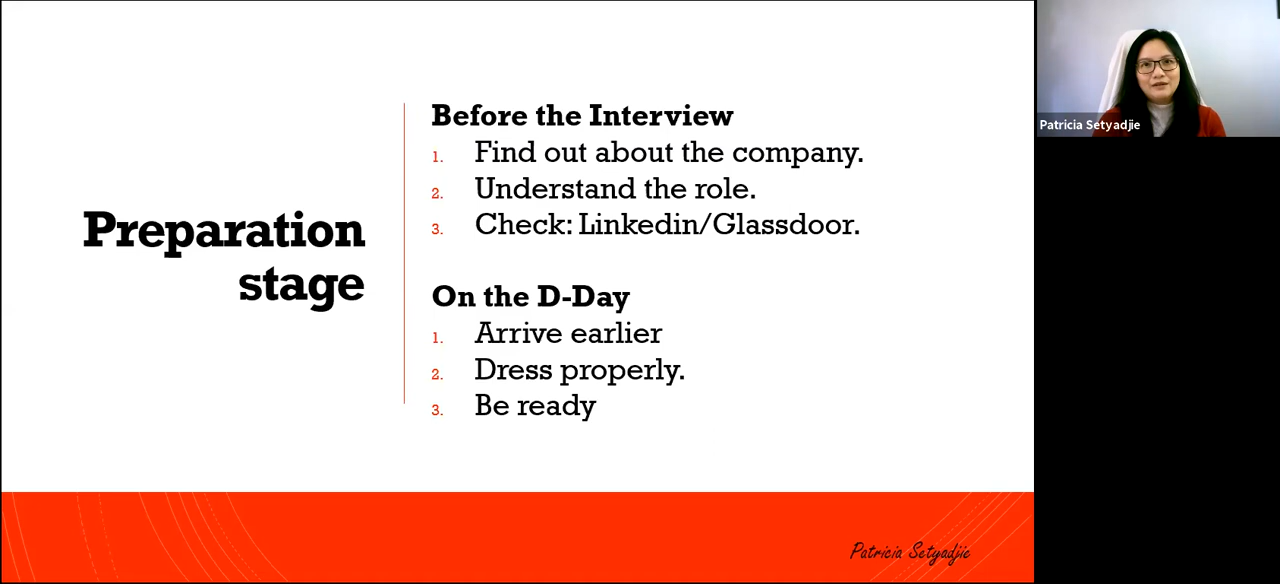 Preparation
stage
Before the Interview
1. Find out about the company.
2. Understand the role.
3. Check: Linkedin/Glassdoor.
On the D-Day
1. Arrive earlier
2. Dress properly.
3. Be ready
Patricia Setyadjie
Patricia Setyadjie